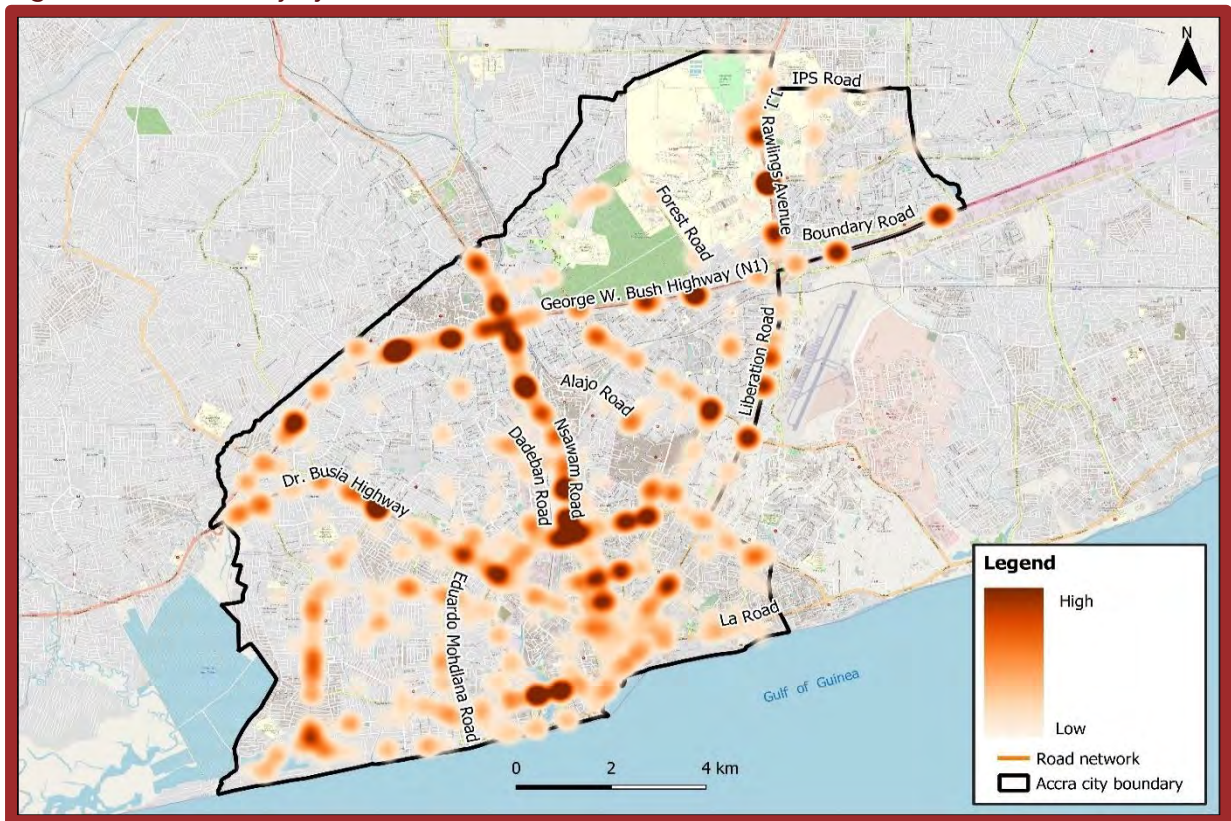 N
IPS Road
J.J. Rawlings Avenue
Forest Road
Boundary Road
George W. Bush Highway (N1)
Liberation Road
Alajo Road
Nsawam Road
Dadeban Road
Dr. Busia Highway
Eduardo Mohdlana Road
La Road
Gulf of Guinea
Legend
High
Low
Road network
Accra city boundary
0 2 4 km